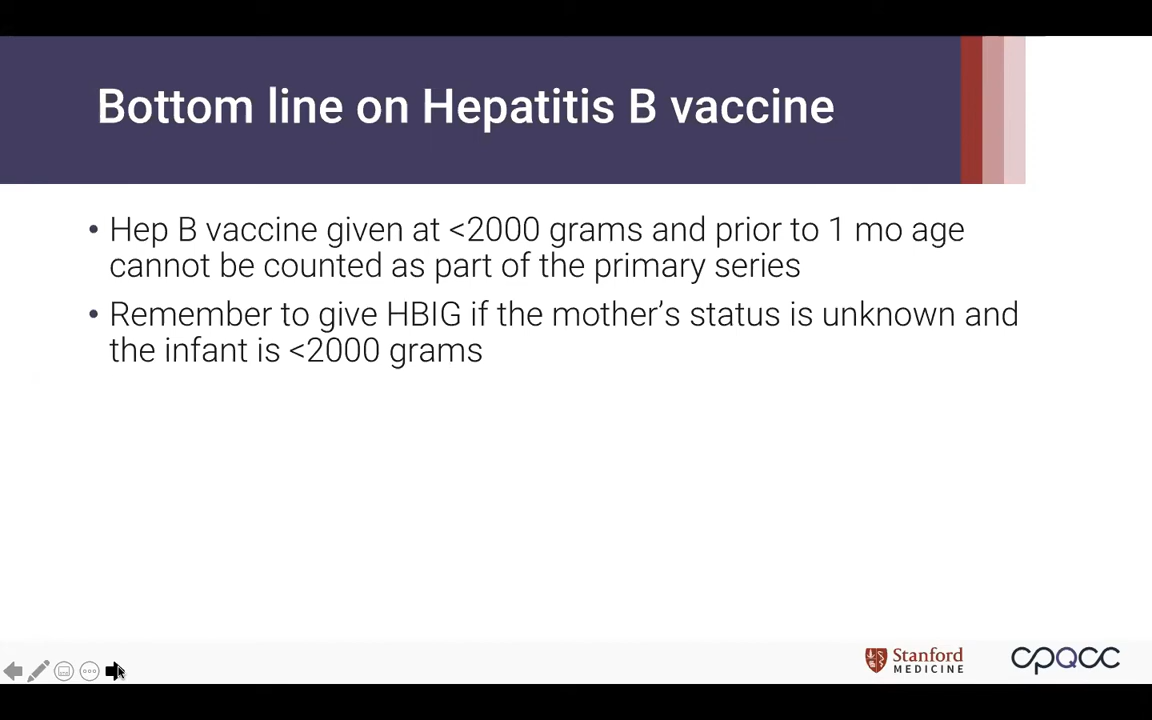 Bottom line on Hepatitis B vaccine
• Hep B vaccine given at <2000 grams and prior to 1 mo age
cannot be counted as part of the primary series
• Remember to give HBIG if the mother’s status is unknown and
the infant is <2000 grams
Stanford
MEDICINE
cpqcc